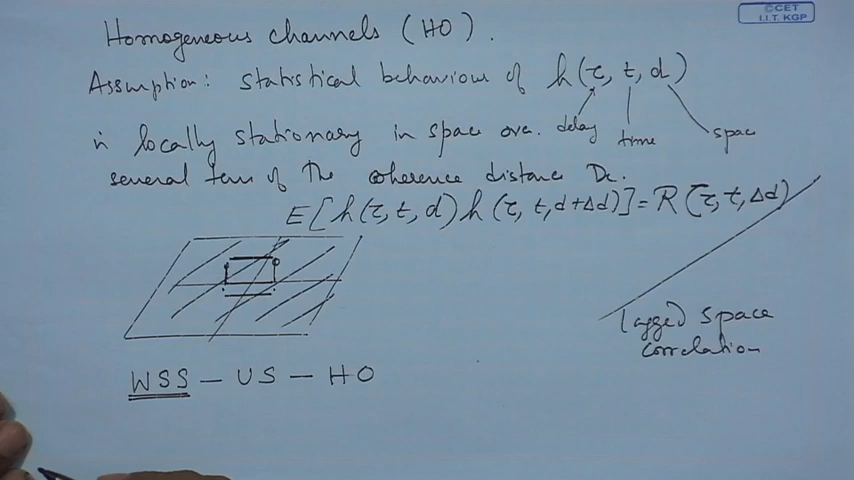 ©CET
I.I.T. KGP
Homogeneous channels (HO).
Assumption: statistical behaviour of h(τ, t, d)
is locally stationary in space over delay time space
several tens of the coherence distance Dc.
E[h(τ, t, d) h(τ, t, d+Δd)] = R(τ, t, Δd)
lagged space
correlation
WSS – US – HO